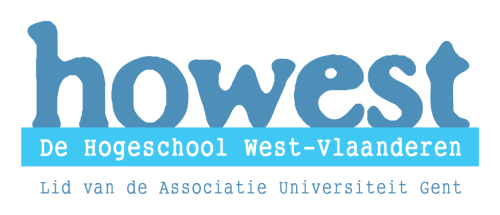 howest
De Hogeschool West-Vlaanderen
Lid van de Associatie Universiteit Gent